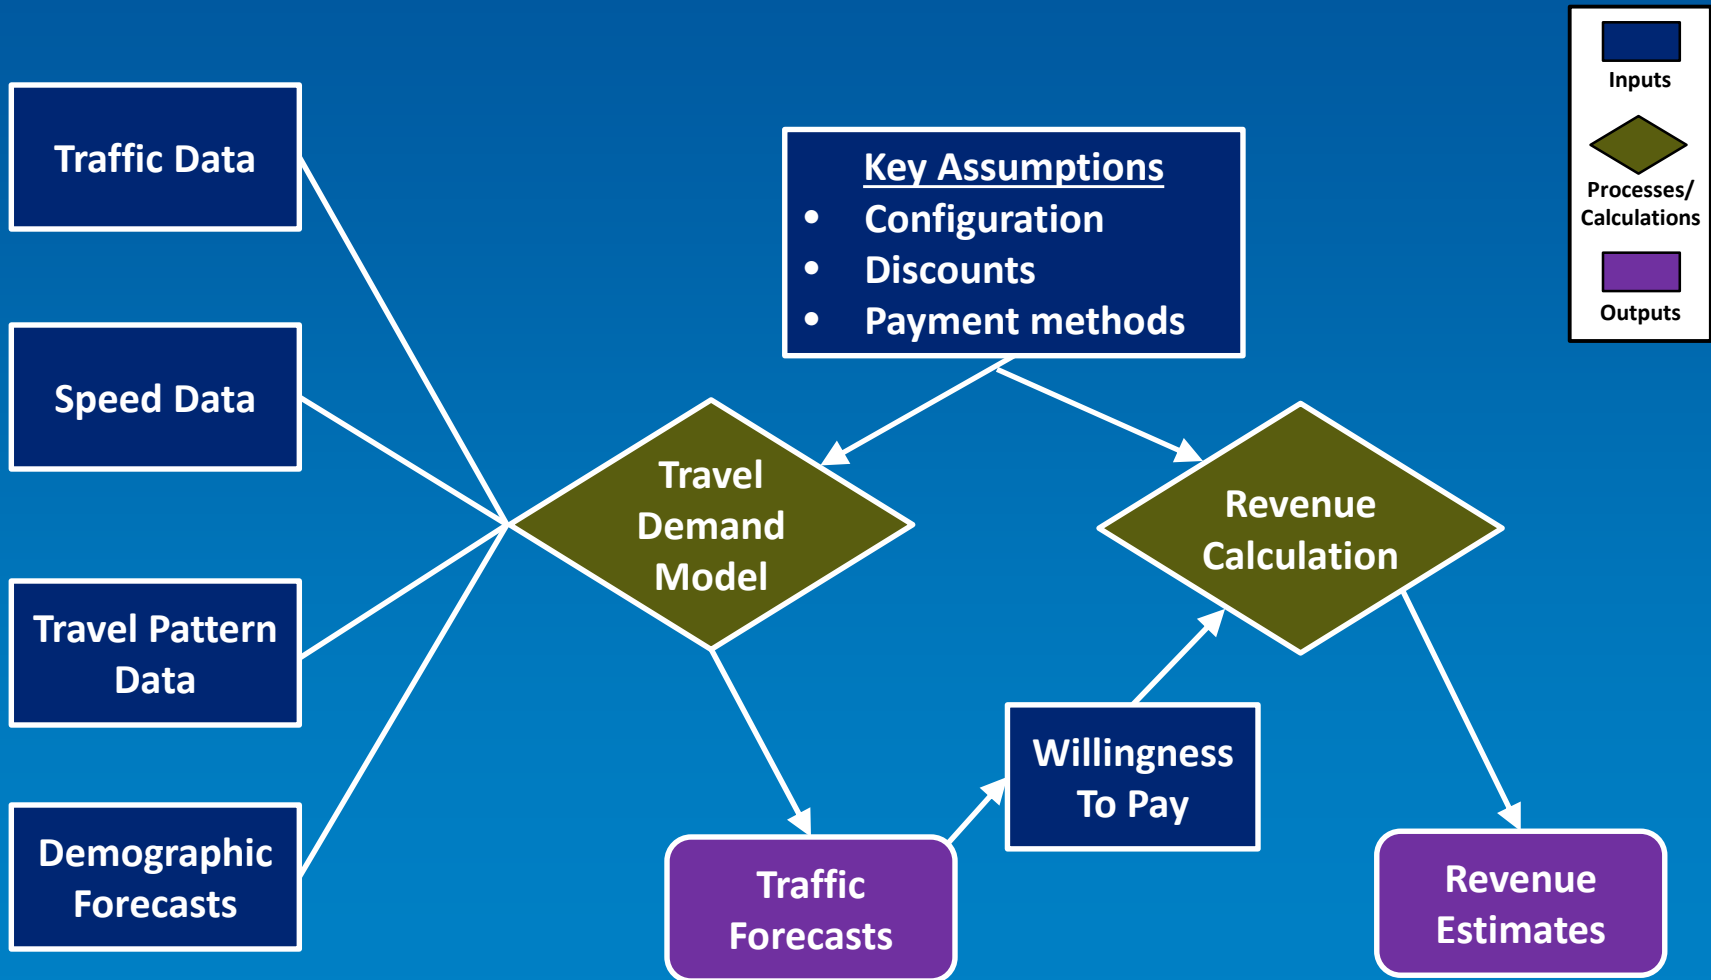 Traffic Data
Speed Data
Travel Pattern
Data
Demographic
Forecasts
Key Assumptions
• Configuration
• Discounts
• Payment methods
Travel
Demand
Model
Revenue
Calculation
Willingness
To Pay
Traffic
Forecasts
Revenue
Estimates
Inputs
Processes/
Calculations
Outputs